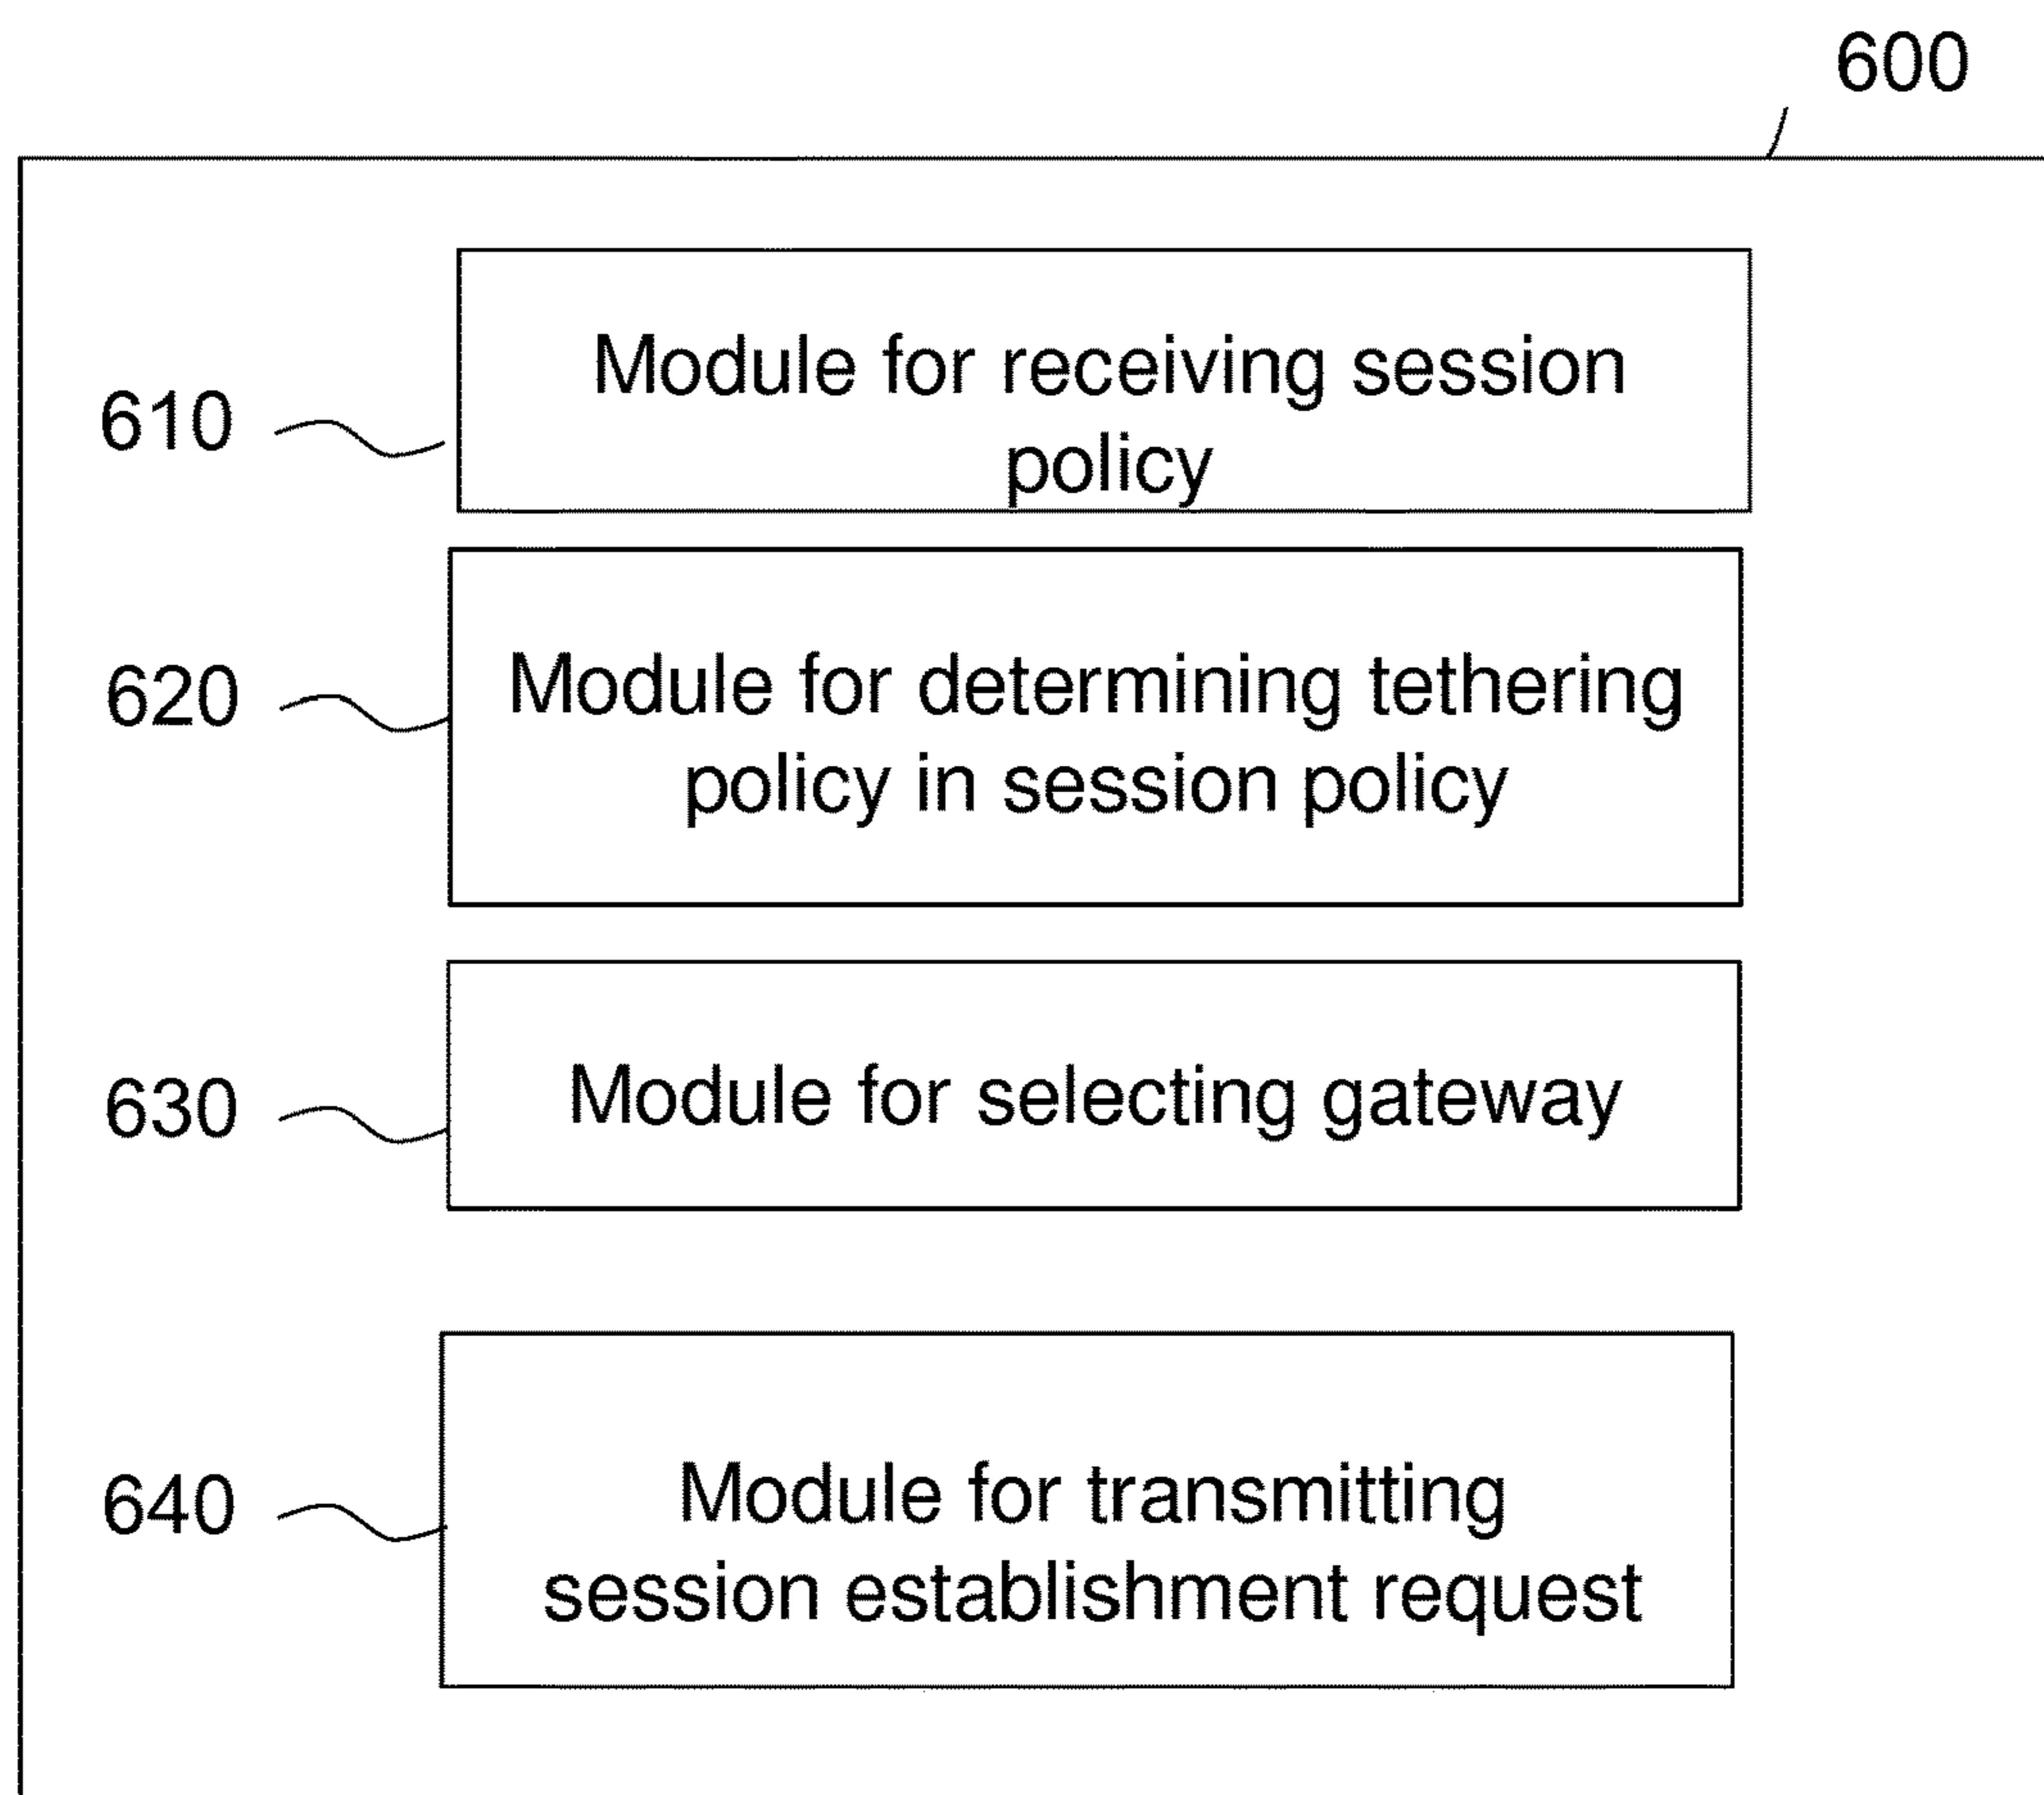 600
610
Module for receiving session
policy
620
Module for determining tethering
policy in session policy
630
Module for selecting gateway
640
Module for transmitting
session establishment request